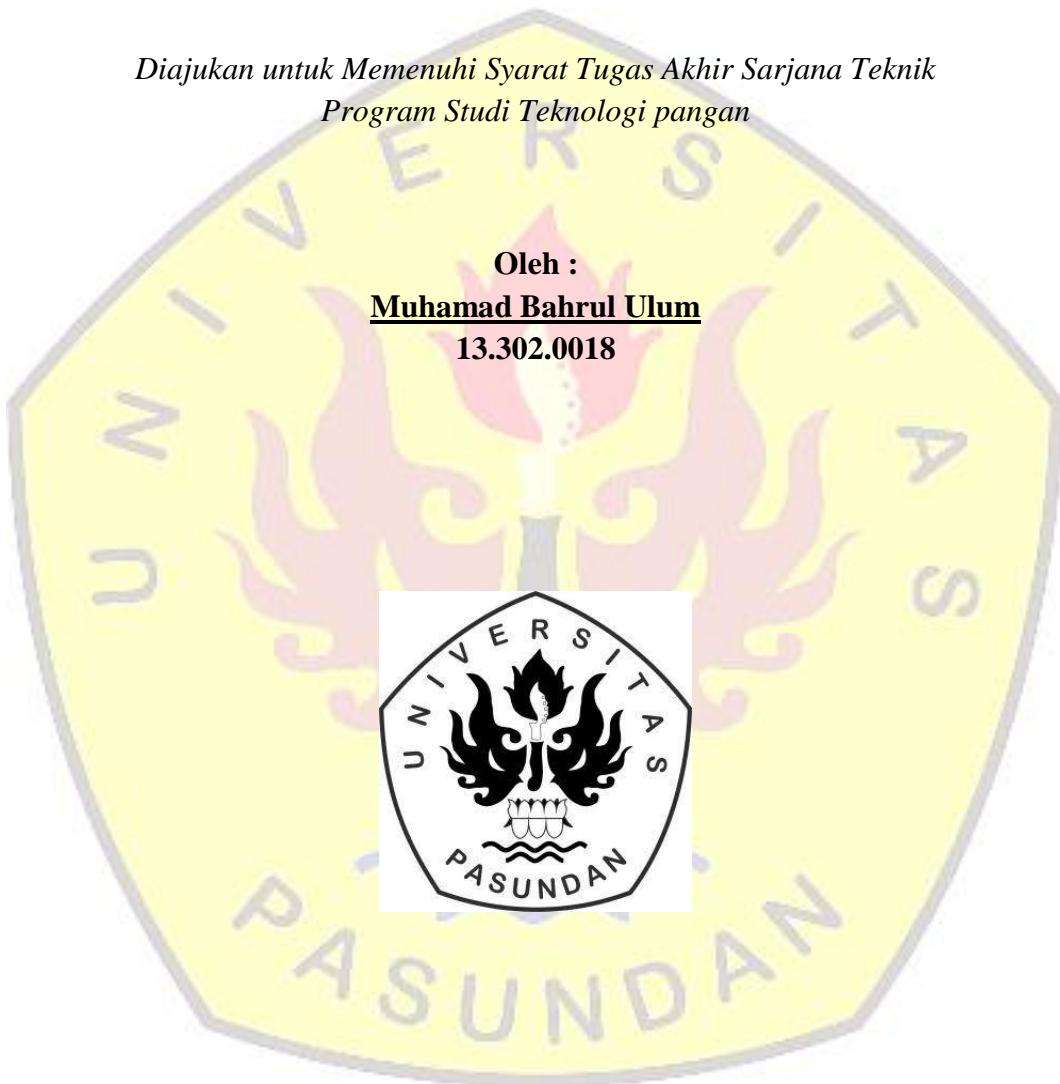 Diajukan untuk Memenuhi Syarat Tugas Akhir Sarjana Teknik
Program Studi Teknologi pangan
Oleh :
Muhamad Bahrul Ulum
13.302.0018
UNIVERSITAS
PASUNDAN
UNIVERSITAS
PASUNDAN